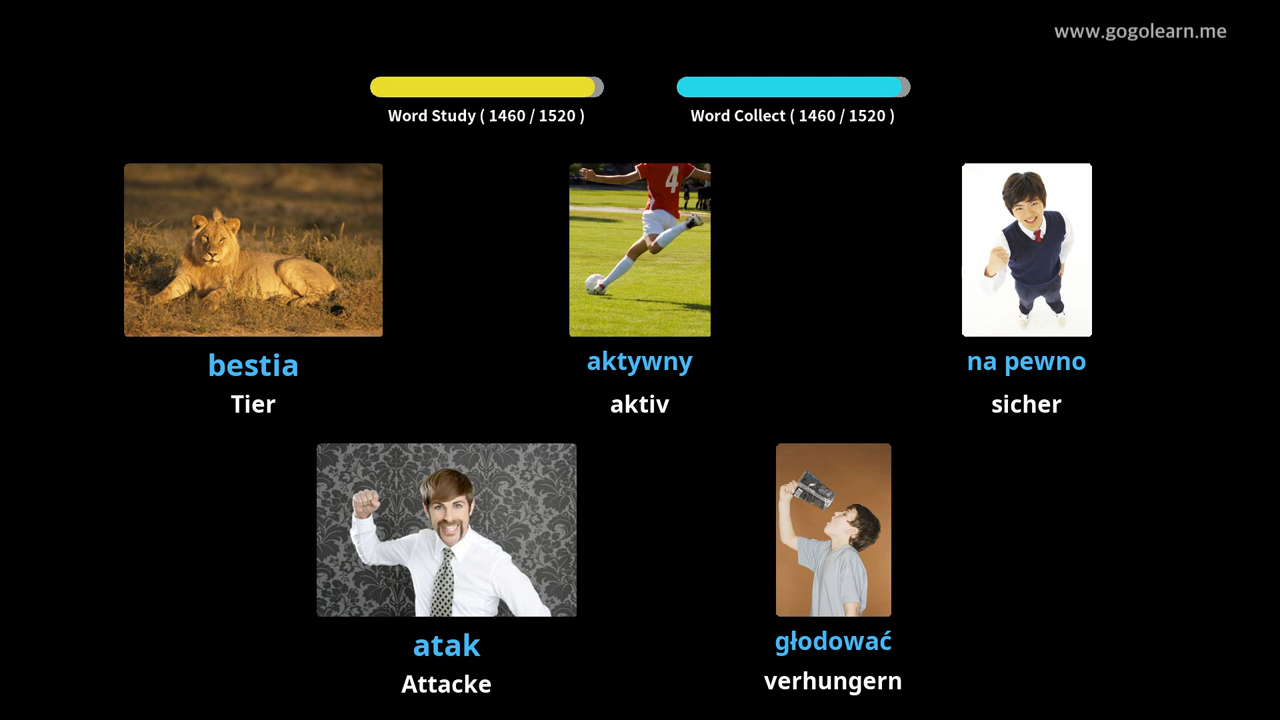 www.gogolearn.me
Word Study ( 1460 / 1520 )
Word Collect ( 1460 / 1520 )
4
bestia
aktywny
na pewno
Tier
aktiv
sicher
atak
głodować
Attacke
verhungern